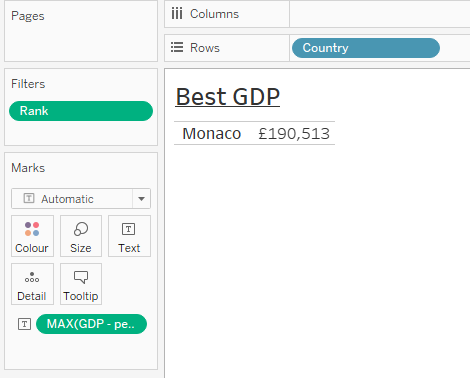 Pages
Columns
Rows
Country
Filters
Rank
Best GDP
Monaco £190,513
Marks
T Automatic
Colour
Size
T
Text
Detail
Tooltip
T MAX(GDP - pe..